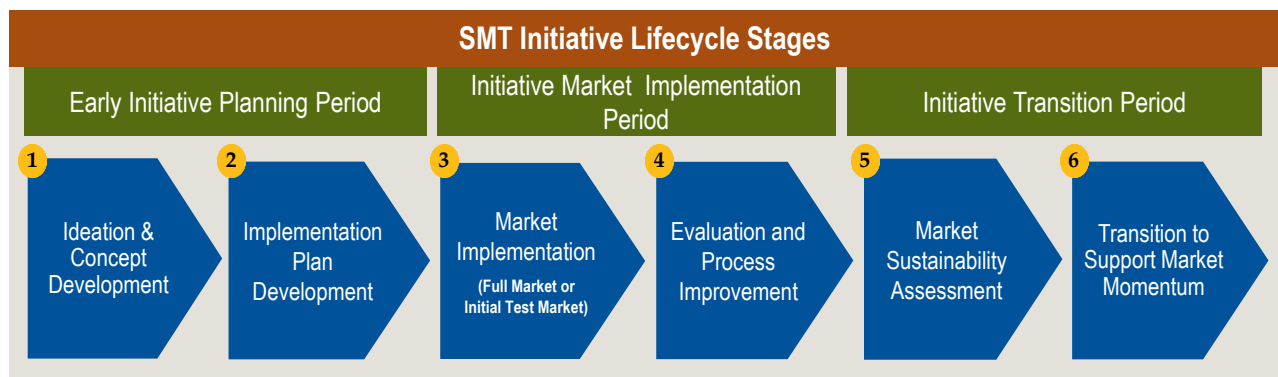 SMT Initiative Lifecycle Stages
Early Initiative Planning Period
Initiative Market Implementation
Period
Initiative Transition Period
1
Ideation &
Concept
Development
2
Implementation
Plan
Development
3
Market
Implementation
(Full Market or
Initial Test Market)
4
Evaluation and
Process
Improvement
5
Market
Sustainability
Assessment
6
Transition to
Support Market
Momentum